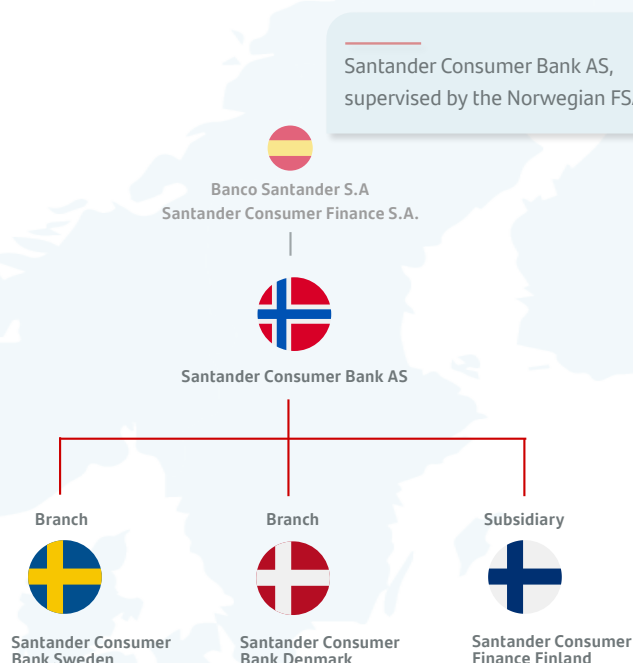 Santander Consumer Bank AS,
supervised by the Norwegian FSA
Banco Santander S.A
Santander Consumer Finance S.A.
Santander Consumer Bank AS
Branch
Branch
Subsidiary
Santander Consumer
Bank Sweden
Santander Consumer
Bank Denmark
Santander Consumer
Finance Finland